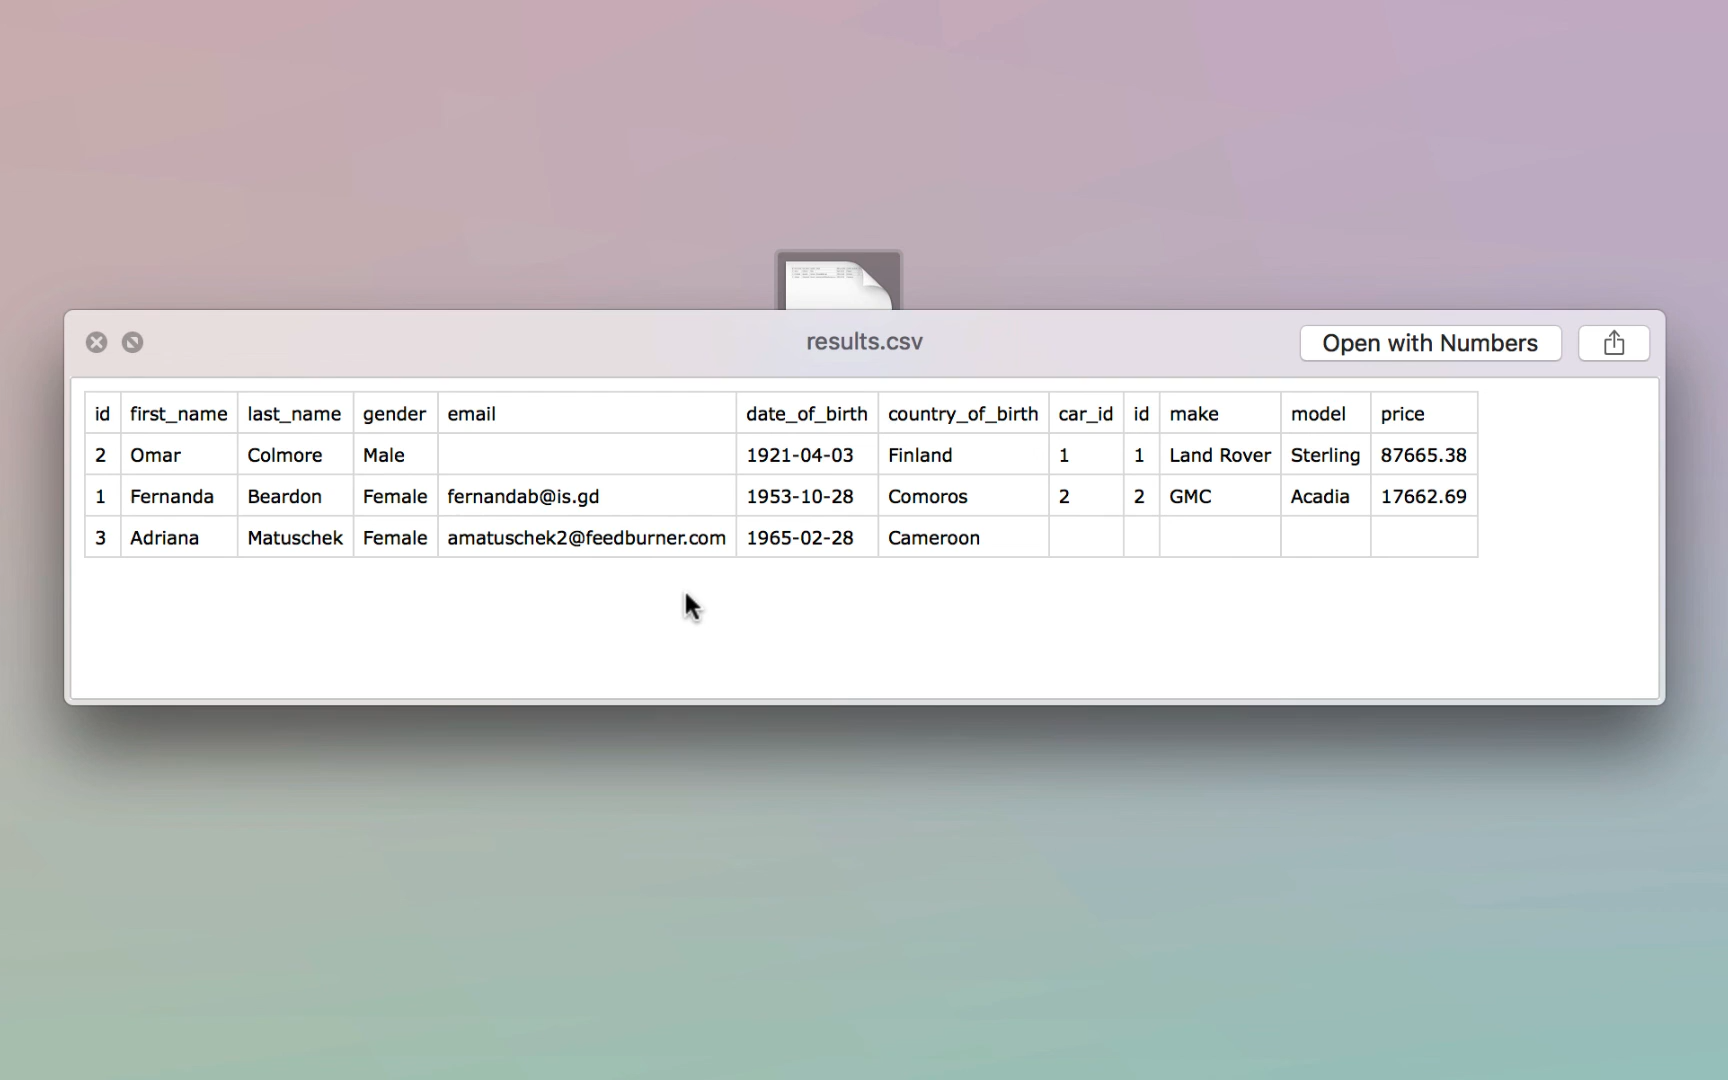 results.csv
Open with Numbers
id first_name last_name gender email date_of_birth country_of_birth car_id id make model price
2 Omar Colmore Male 1921-04-03 Finland 1 1 Land Rover Sterling 87665.38
1 Fernanda Beardon Female fernandab@is.gd 1953-10-28 Comoros 2 2 GMC Acadia 17662.69
3 Adriana Matuschek Female amatuschek2@feedburner.com 1965-02-28 Cameroon